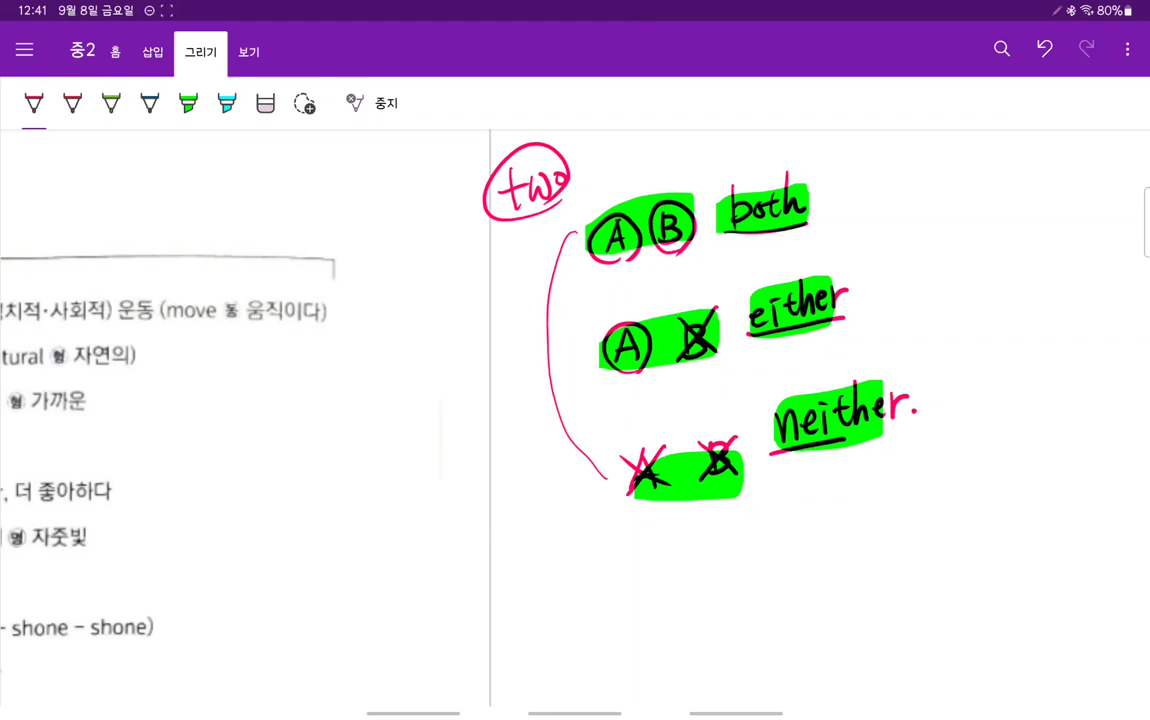 12:41 9월 8일 금요일 80%
중2 홈 삽입 그리기 보기
중지
two
A B both
치적·사회적) 운동 (move 동 움직이다)
A B either
tural 형 자연의)
형 가까운
A B neither.
, 더 좋아하다
명 자줏빛
- shone - shone)